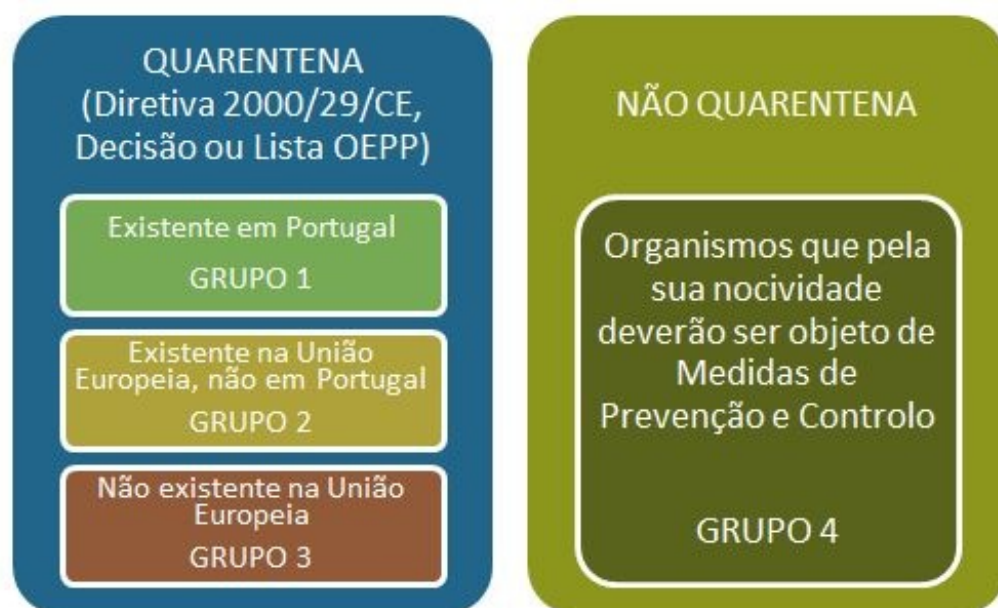 QUARENTENA
(Diretiva 2000/29/CE,
Decisão ou Lista OEPP)
Existente em Portugal
GRUPO 1
Existente na União
Europeia, não em Portugal
GRUPO 2
Não existente na União
Europeia
GRUPO 3
NÃO QUARENTENA
Organismos que pela
sua nocividade
deverão ser objeto de
Medidas de
Prevenção e Controlo
GRUPO 4